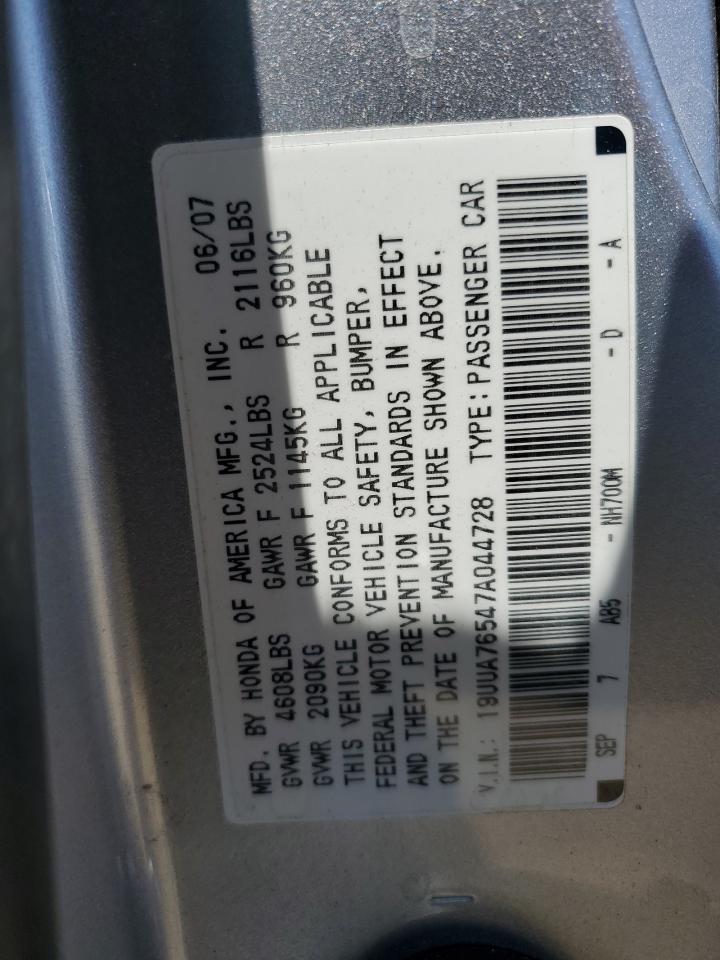 MFD. BY HONDA OF AMERICA MFG., INC. 06/07
GVWR 4608LBS GAWR F 2524LBS R 2116LBS
GVWR 2090KG GAWR F 1145KG R 960KG
THIS VEHICLE CONFORMS TO ALL APPLICABLE
FEDERAL MOTOR VEHICLE SAFETY, BUMPER,
AND THEFT PREVENTION STANDARDS IN EFFECT
ON THE DATE OF MANUFACTURE SHOWN ABOVE.
V.I.N.: 19UUA76547A044728 TYPE:PASSENGER CAR
SEP 7 AB5 - NH700M - D - A